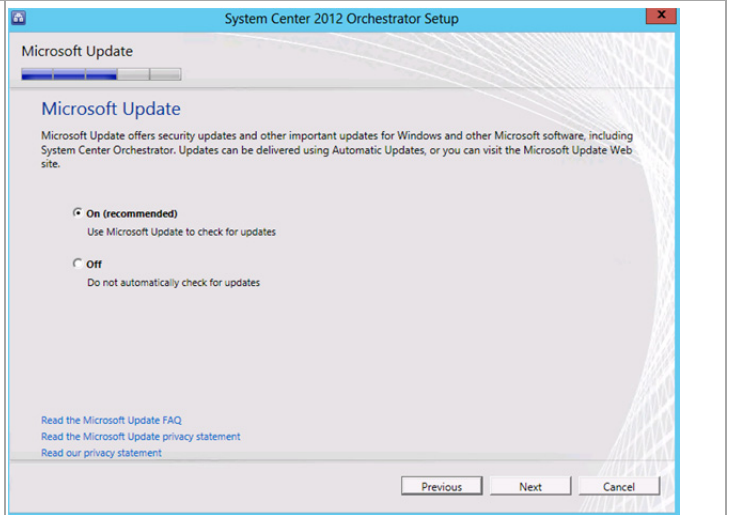 System Center 2012 Orchestrator Setup
x
Microsoft Update
Microsoft Update
Microsoft Update offers security updates and other important updates for Windows and other Microsoft software, including
System Center Orchestrator. Updates can be delivered using Automatic Updates, or you can visit the Microsoft Update Web
site.
On (recommended)
Use Microsoft Update to check for updates
Off
Do not automatically check for updates
Read the Microsoft Update FAQ
Read the Microsoft Update privacy statement
Read our privacy statement
Previous Next Cancel